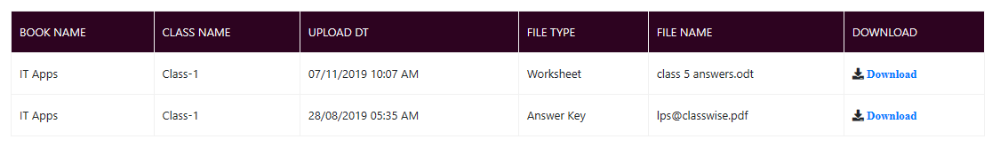 BOOK NAME CLASS NAME UPLOAD DT FILE TYPE FILE NAME DOWNLOAD
IT Apps Class-1 07/11/2019 10:07 AM Worksheet class 5 answers.odt Download
IT Apps Class-1 28/08/2019 05:35 AM Answer Key lps@classwise.pdf Download